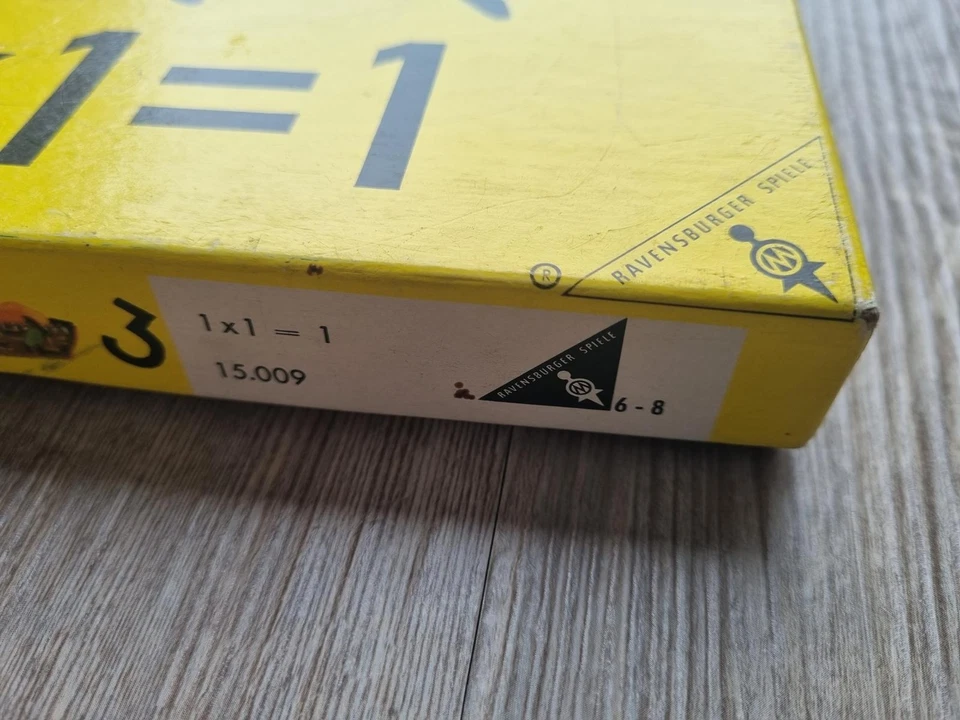 1=1
RAVENSBURGER SPIELE
®
3
1x1 = 1
15.009
RAVENSBURGER SPIELE
6-8